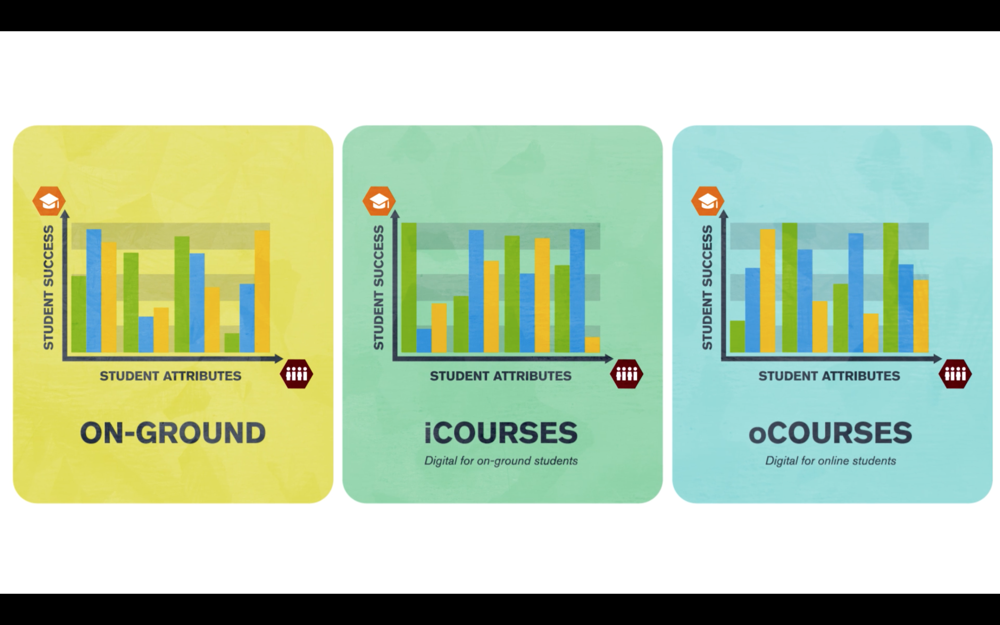 STUDENT SUCCESS
STUDENT ATTRIBUTES
ON-GROUND
STUDENT SUCCESS
STUDENT ATTRIBUTES
iCOURSES
Digital for on-ground students
STUDENT SUCCESS
STUDENT ATTRIBUTES
oCOURSES
Digital for online students